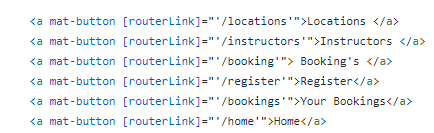 <a mat-button [routerLink]="'/locations'">Locations </a>
<a mat-button [routerLink]="'/instructors'">Instructors </a>
<a mat-button [routerLink]="'/booking'"> Booking's </a>
<a mat-button [routerLink]="'/register'">Register</a>
<a mat-button [routerLink]="'/bookings'">Your Bookings</a>
<a mat-button [routerLink]="'/home'">Home</a>